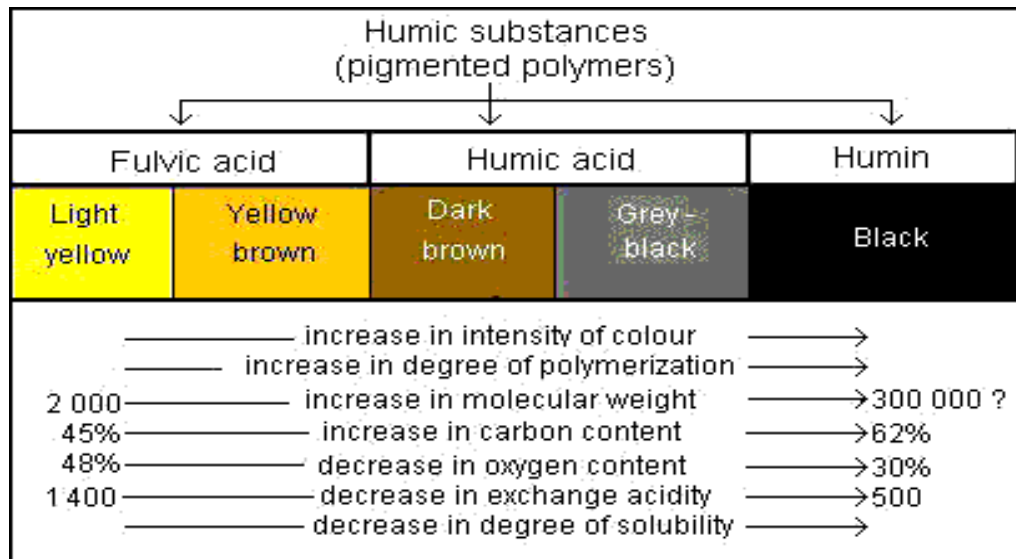 Humic substances
(pigmented polymers)
Fulvic acid Humic acid Humin
Light yellow Yellow brown Dark brown Grey-black Black
increase in intensity of colour
increase in degree of polymerization
2 000 increase in molecular weight 300 000 ?
45% increase in carbon content 62%
48% decrease in oxygen content 30%
1400 decrease in exchange acidity 500
decrease in degree of solubility